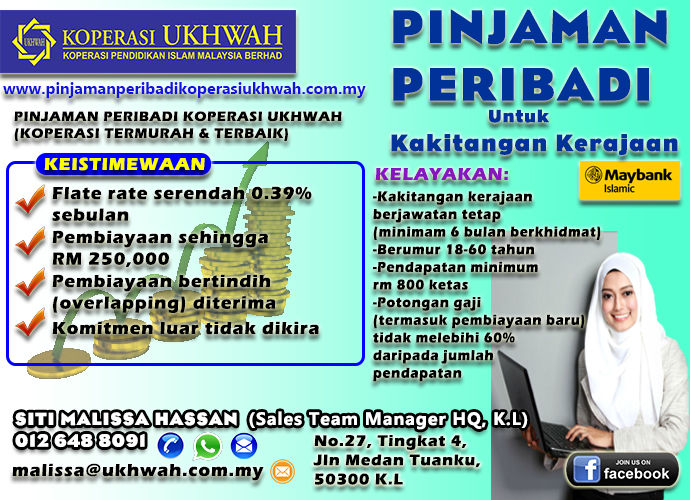 KOPERASI UKHWAH
UKHWAH
KOPERASI PENDIDIKAN ISLAM MALAYSIA BERHAD
www.pinjamanperibadikoperasiukhwah.com.my
PINJAMAN PERIBADI KOPERASI UKHWAH
(KOPERASI TERMURAH & TERBAIK)
PINJAMAN
PERIBADI
Untuk
Kakitangan Kerajaan
KEISTIMEWAAN
Flate rate serendah 0.39%
sebulan
Pembiayaan sehingga
RM 250,000
Pembiayaan bertindih
(overlapping) diterima
Komitmen luar tidak dikira
KELAYAKAN:
Maybank
Islamic
-Kakitangan kerajaan
berjawatan tetap
(minimam 6 bulan berkhidmat)
-Berumur 18-60 tahun
-Pendapatan minimum
rm 800 ketas
-Potongan gaji
(termasuk pembiayaan baru)
tidak melebihi 60%
daripada jumlah
pendapatan
SITI MALISSA HASSAN (Sales Team Manager HQ, K.L)
012 648 8091
malissa@ukhwah.com.my
No.27, Tingkat 4,
Jln Medan Tuanku,
50300 K.L
JOIN US ON
facebook